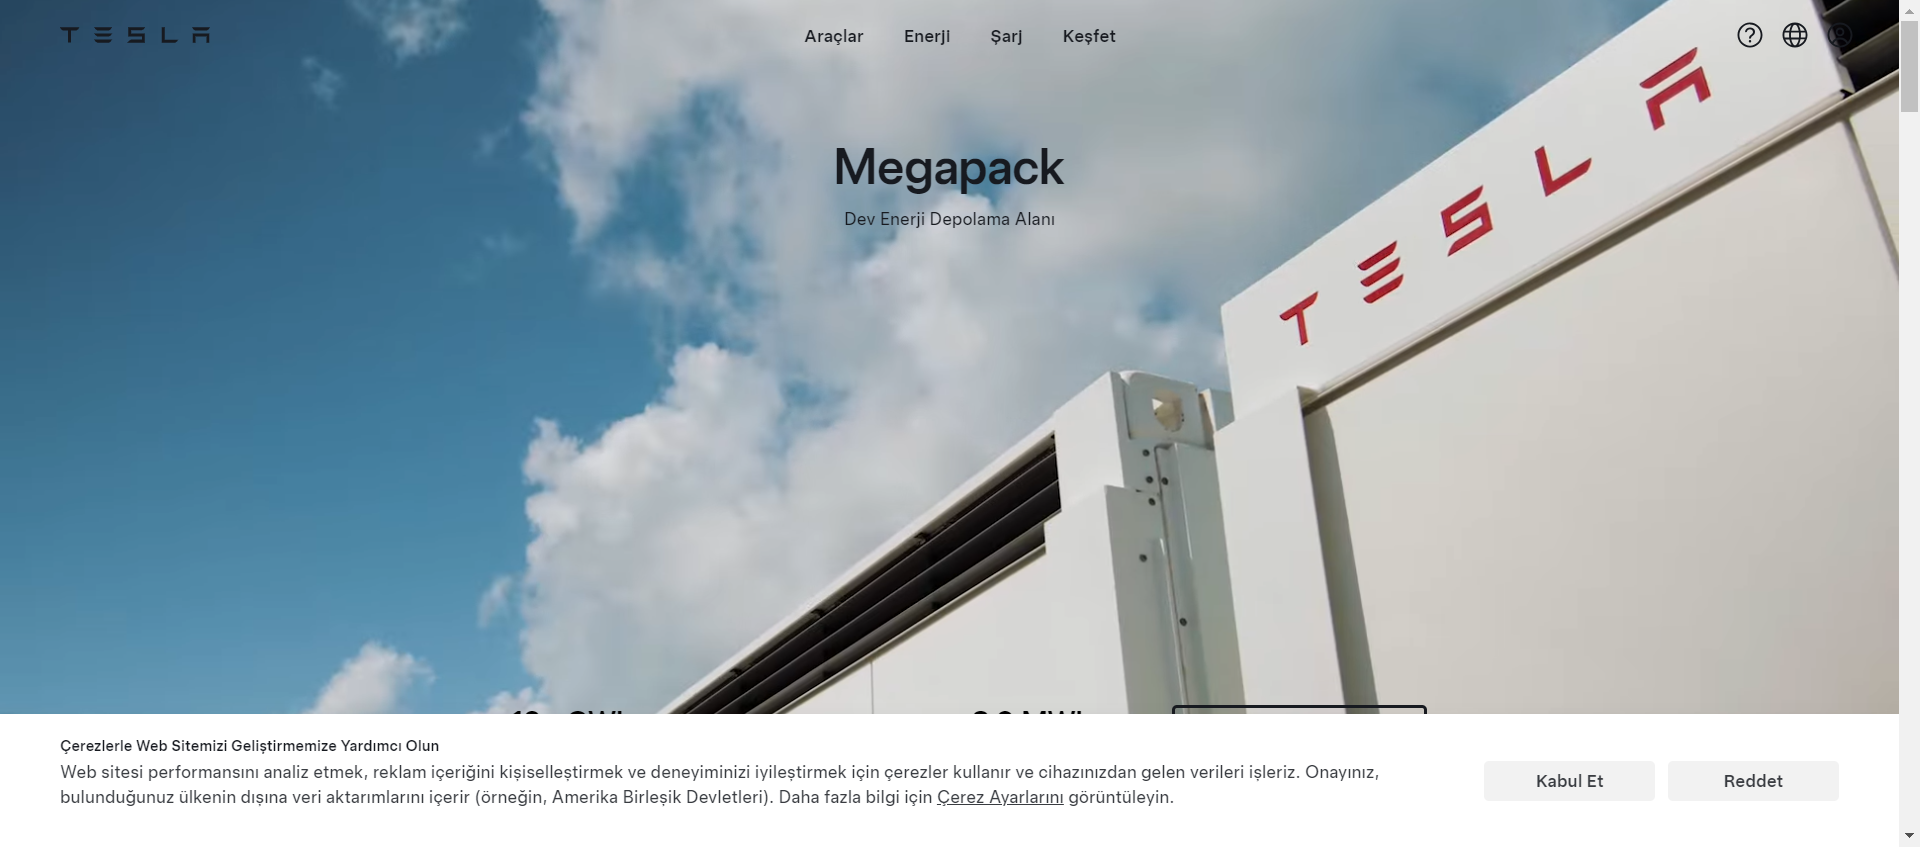 TESLA
Araçlar
Enerji
Şarj
Keşfet
Megapack
Dev Enerji Depolama Alanı
TESLA
Çerezlerle Web Sitemizi Geliştirmemize Yardımcı Olun
Web sitesi performansını analiz etmek, reklam içeriğini kişiselleştirmek ve deneyiminizi iyileştirmek için çerezler kullanır ve cihazınızdan gelen verileri işleriz. Onayınız,
bulunduğunuz ülkenin dışına veri aktarımlarını içerir (örneğin, Amerika Birleşik Devletleri). Daha fazla bilgi için Çerez Ayarlarını görüntüleyin.
Kabul Et
Reddet